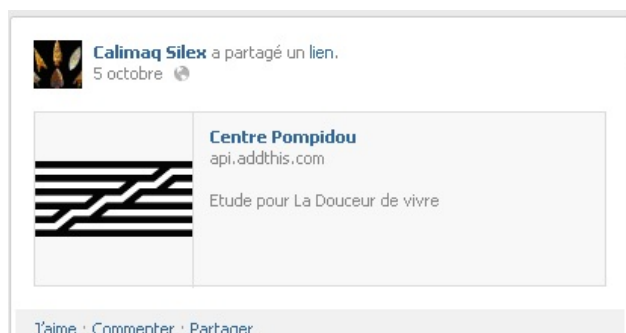 Calimaq Silex a partagé un lien.
5 octobre
Centre Pompidou
api.addthis.com
Etude pour La Douceur de vivre
J'aime · Commenter · Partager